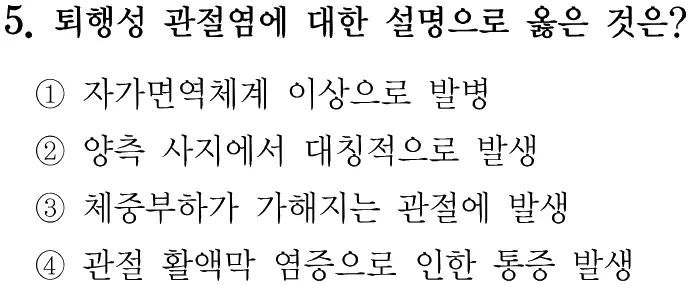 5. 퇴행성 관절염에 대한 설명으로 옳은 것은?
① 자가면역체계 이상으로 발병
② 양측 사지에서 대칭적으로 발생
③ 체중부하가 가해지는 관절에 발생
④ 관절 활액막 염증으로 인한 통증 발생